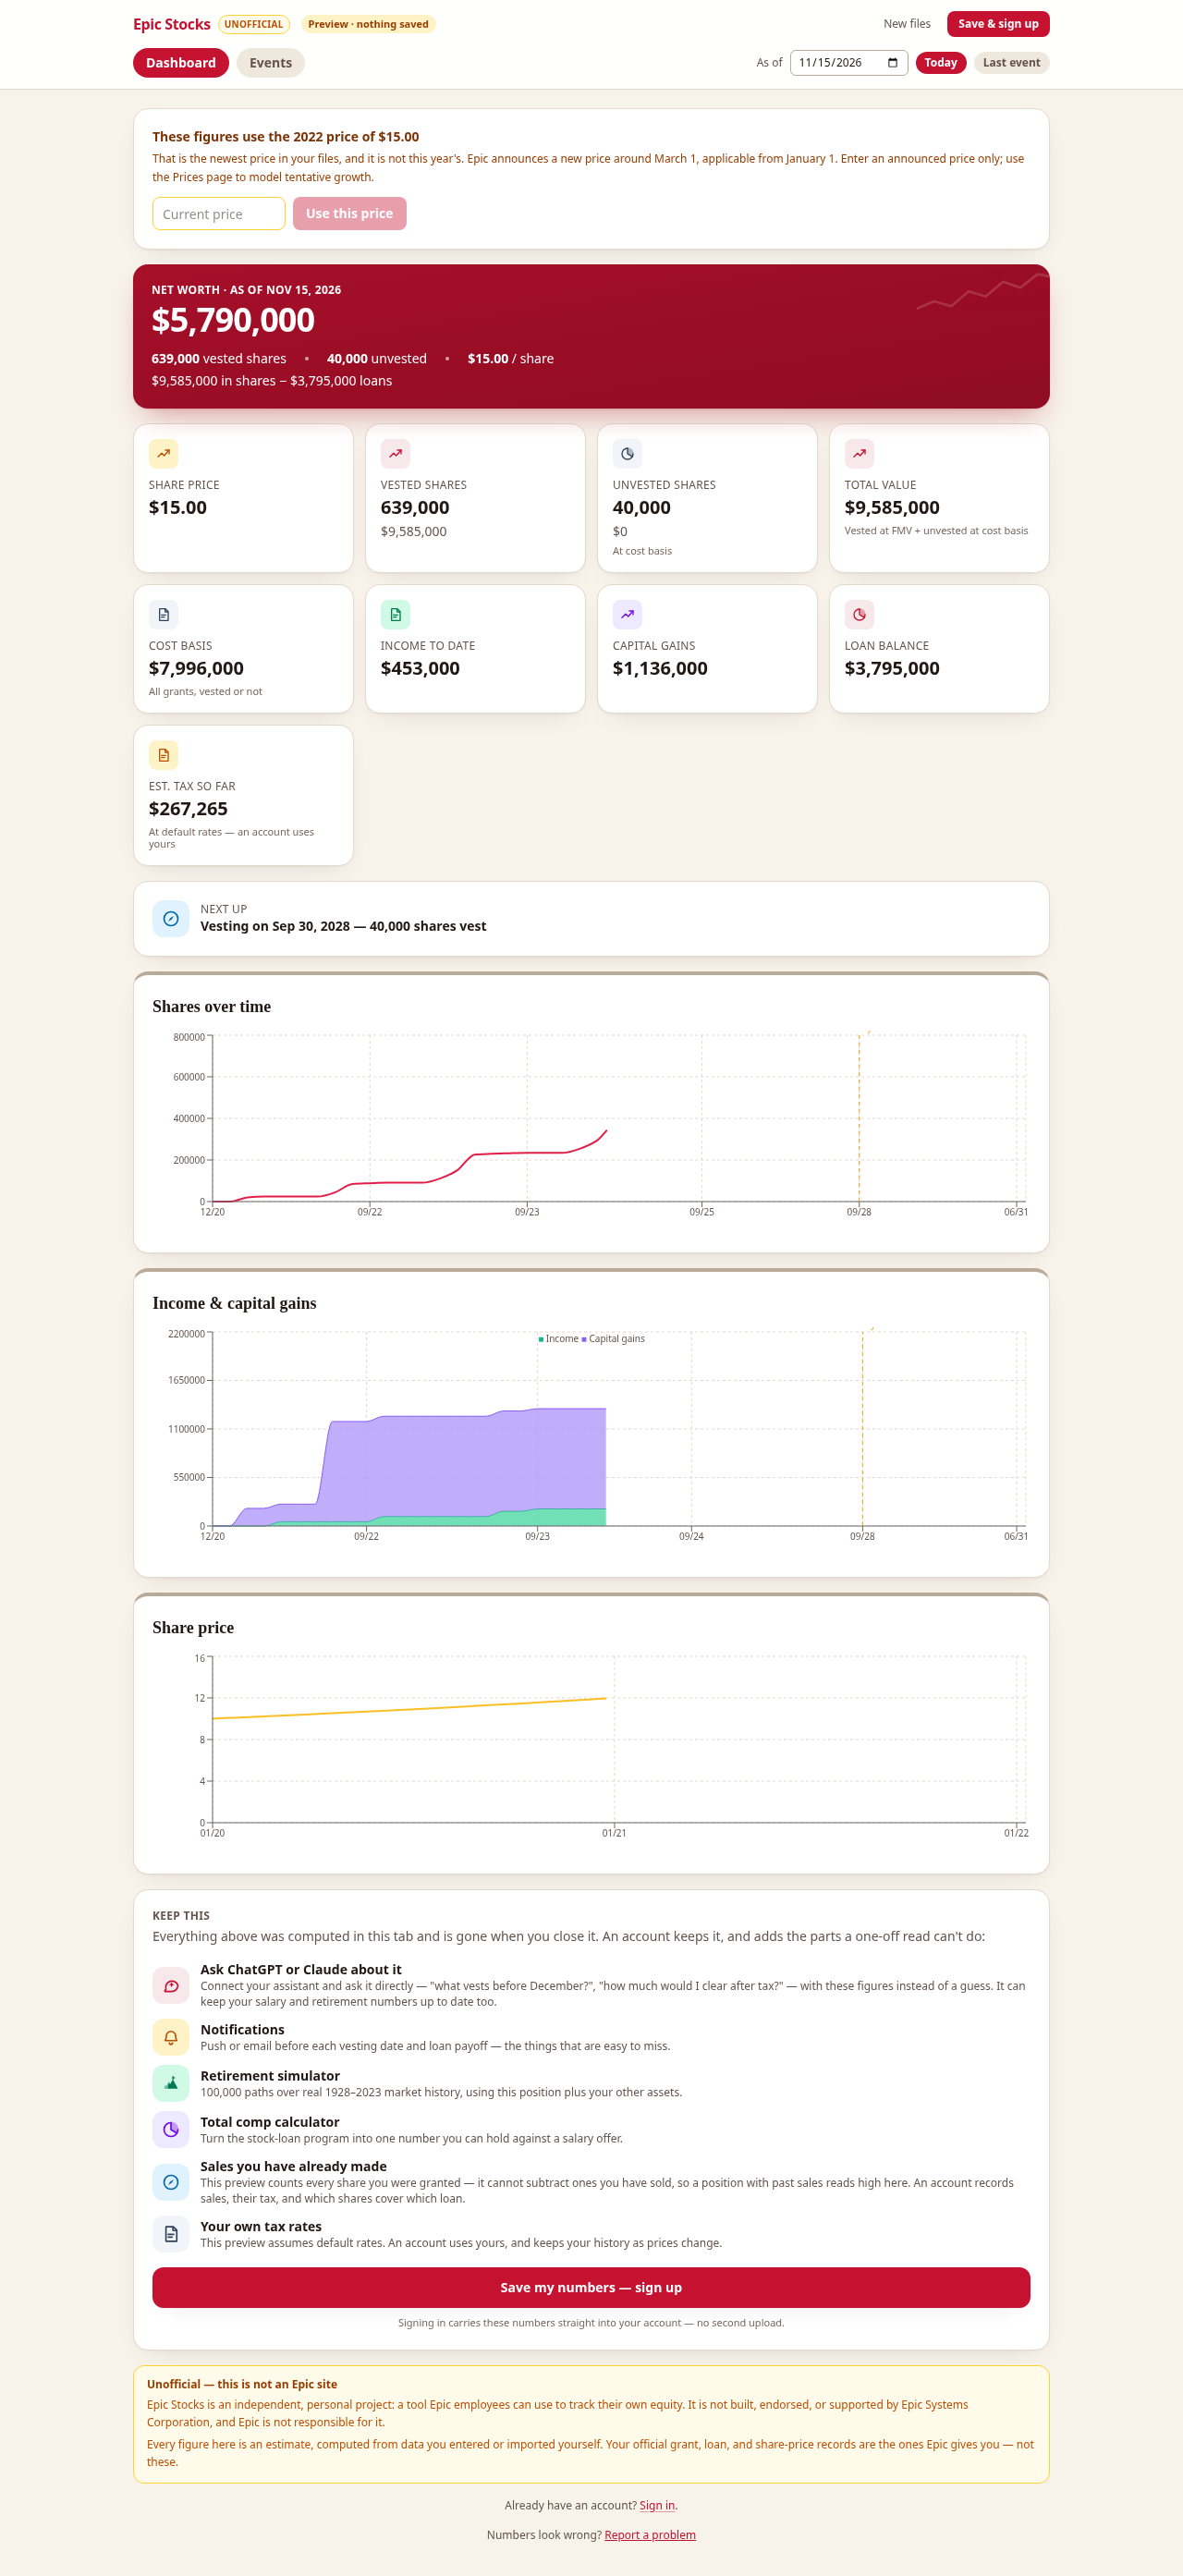 Epic Stocks UNOFFICIAL Preview · nothing saved New files Save & sign up
Dashboard Events As of 11/15/2026 Today Last event
These figures use the 2022 price of $15.00
That is the newest price in your files, and it is not this year's. Epic announces a new price around March 1, applicable from January 1. Enter an announced price only; use
the Prices page to model tentative growth.
Current price Use this price
NET WORTH · AS OF NOV 15, 2026
$5,790,000
639,000 vested shares • 40,000 unvested • $15.00 / share
$9,585,000 in shares − $3,795,000 loans
SHARE PRICE
$15.00
VESTED SHARES
639,000
$9,585,000
UNVESTED SHARES
40,000
$0
At cost basis
TOTAL VALUE
$9,585,000
Vested at FMV + unvested at cost basis
COST BASIS
$7,996,000
All grants, vested or not
INCOME TO DATE
$453,000
CAPITAL GAINS
$1,136,000
LOAN BALANCE
$3,795,000
EST. TAX SO FAR
$267,265
At default rates — an account uses
yours
NEXT UP
Vesting on Sep 30, 2028 — 40,000 shares vest
Shares over time
800000
600000
400000
200000
0
12/20 09/22 09/23 09/25 09/28 06/31
Income & capital gains
2200000
Income Capital gains
1650000
1100000
550000
0
12/20 09/22 09/23 09/24 09/28 06/31
Share price
16
12
8
4
0
01/20 01/21 01/22
KEEP THIS
Everything above was computed in this tab and is gone when you close it. An account keeps it, and adds the parts a one-off read can't do:
Ask ChatGPT or Claude about it
Connect your assistant and ask it directly — "what vests before December?", "how much would I clear after tax?" — with these figures instead of a guess. It can
keep your salary and retirement numbers up to date too.
Notifications
Push or email before each vesting date and loan payoff — the things that are easy to miss.
Retirement simulator
100,000 paths over real 1928–2023 market history, using this position plus your other assets.
Total comp calculator
Turn the stock-loan program into one number you can hold against a salary offer.
Sales you have already made
This preview counts every share you were granted — it cannot subtract ones you have sold, so a position with past sales reads high here. An account records
sales, their tax, and which shares cover which loan.
Your own tax rates
This preview assumes default rates. An account uses yours, and keeps your history as prices change.
Save my numbers — sign up
Signing in carries these numbers straight into your account — no second upload.
Unofficial — this is not an Epic site
Epic Stocks is an independent, personal project: a tool Epic employees can use to track their own equity. It is not built, endorsed, or supported by Epic Systems
Corporation, and Epic is not responsible for it.
Every figure here is an estimate, computed from data you entered or imported yourself. Your official grant, loan, and share-price records are the ones Epic gives you — not
these.
Already have an account? Sign in.
Numbers look wrong? Report a problem